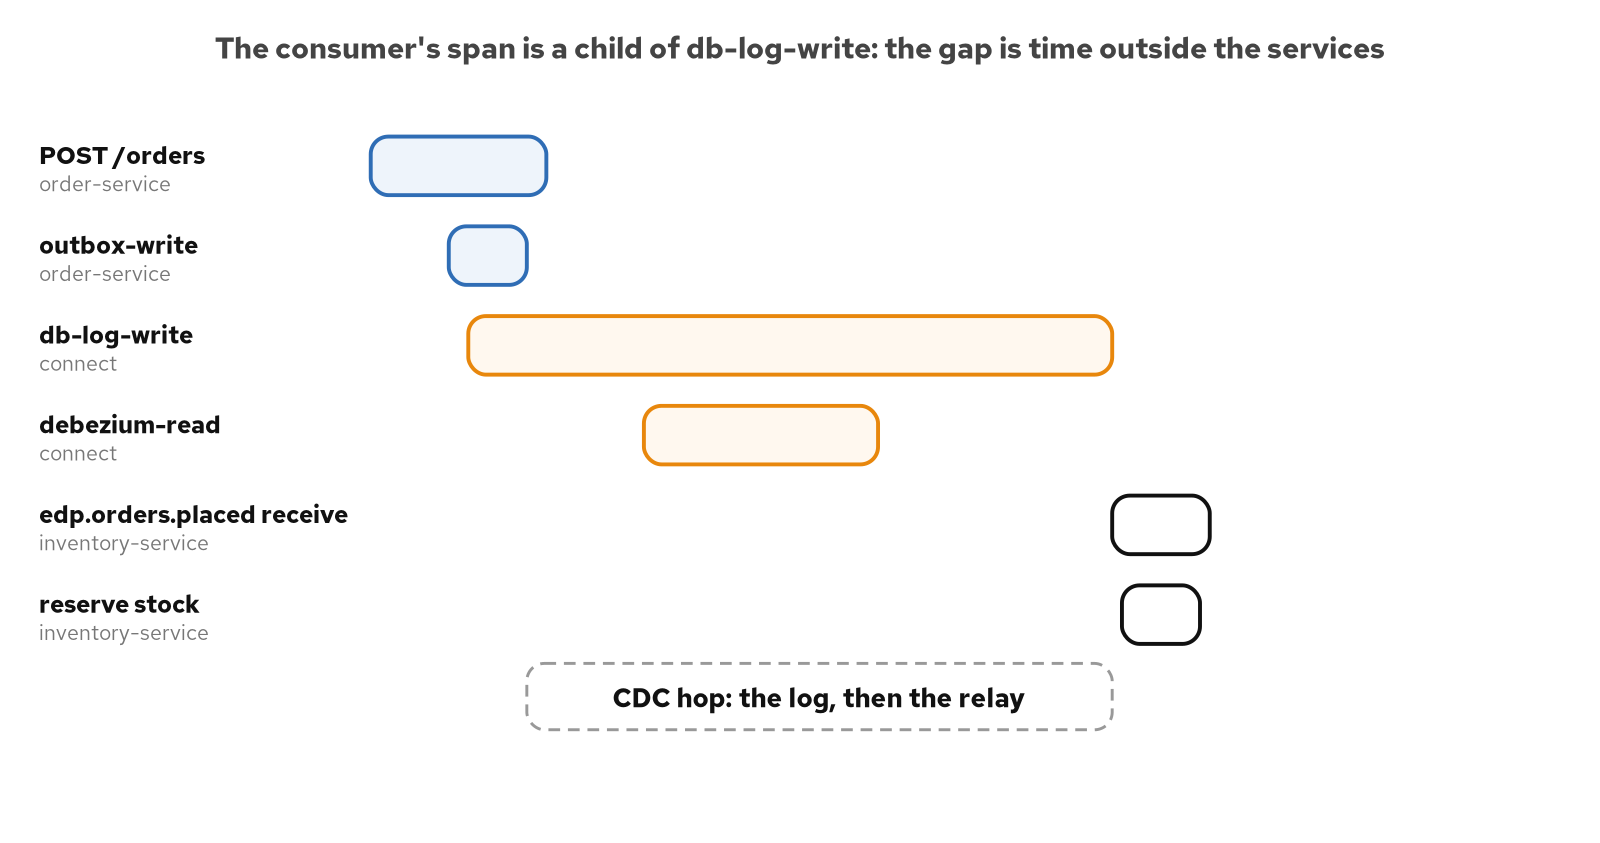 The consumer's span is a child of db-log-write: the gap is time outside the services
POST /orders
order-service
outbox-write
order-service
db-log-write
connect
debezium-read
connect
edp.orders.placed receive
inventory-service
reserve stock
inventory-service
CDC hop: the log, then the relay